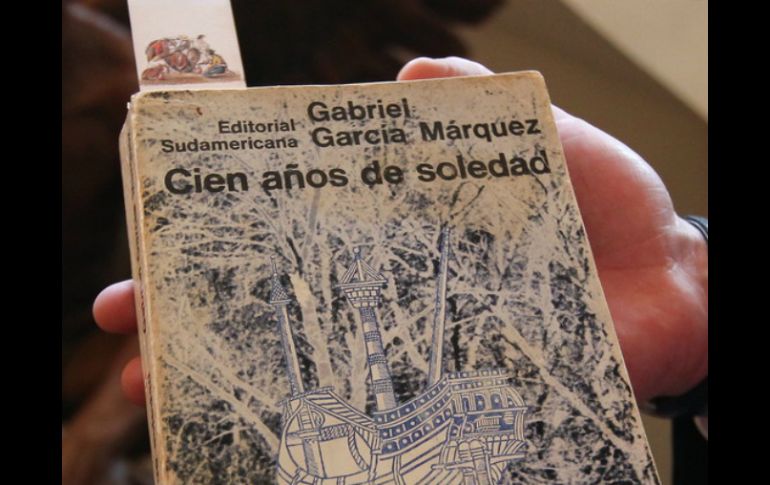 Gabriel
García Márquez
Editorial
Sudamericana
Cien años de soledad